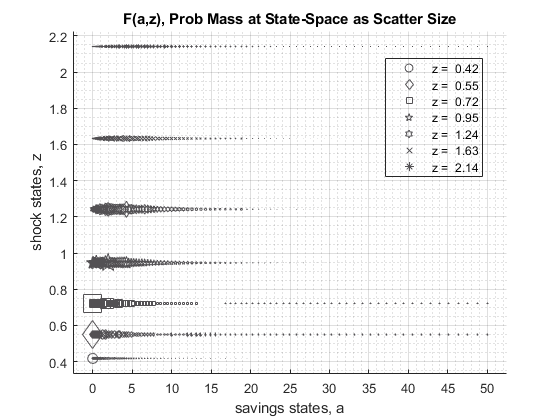 F(a,z), Prob Mass at State-Space as Scatter Size
2.2
2
1.8
1.6
1.4
1.2
1
0.8
0.6
0.4
shock states, z
z = 0.42
z = 0.55
z = 0.72
z = 0.95
z = 1.24
z = 1.63
z = 2.14
0 5 10 15 20 25 30 35 40 45 50
savings states, a